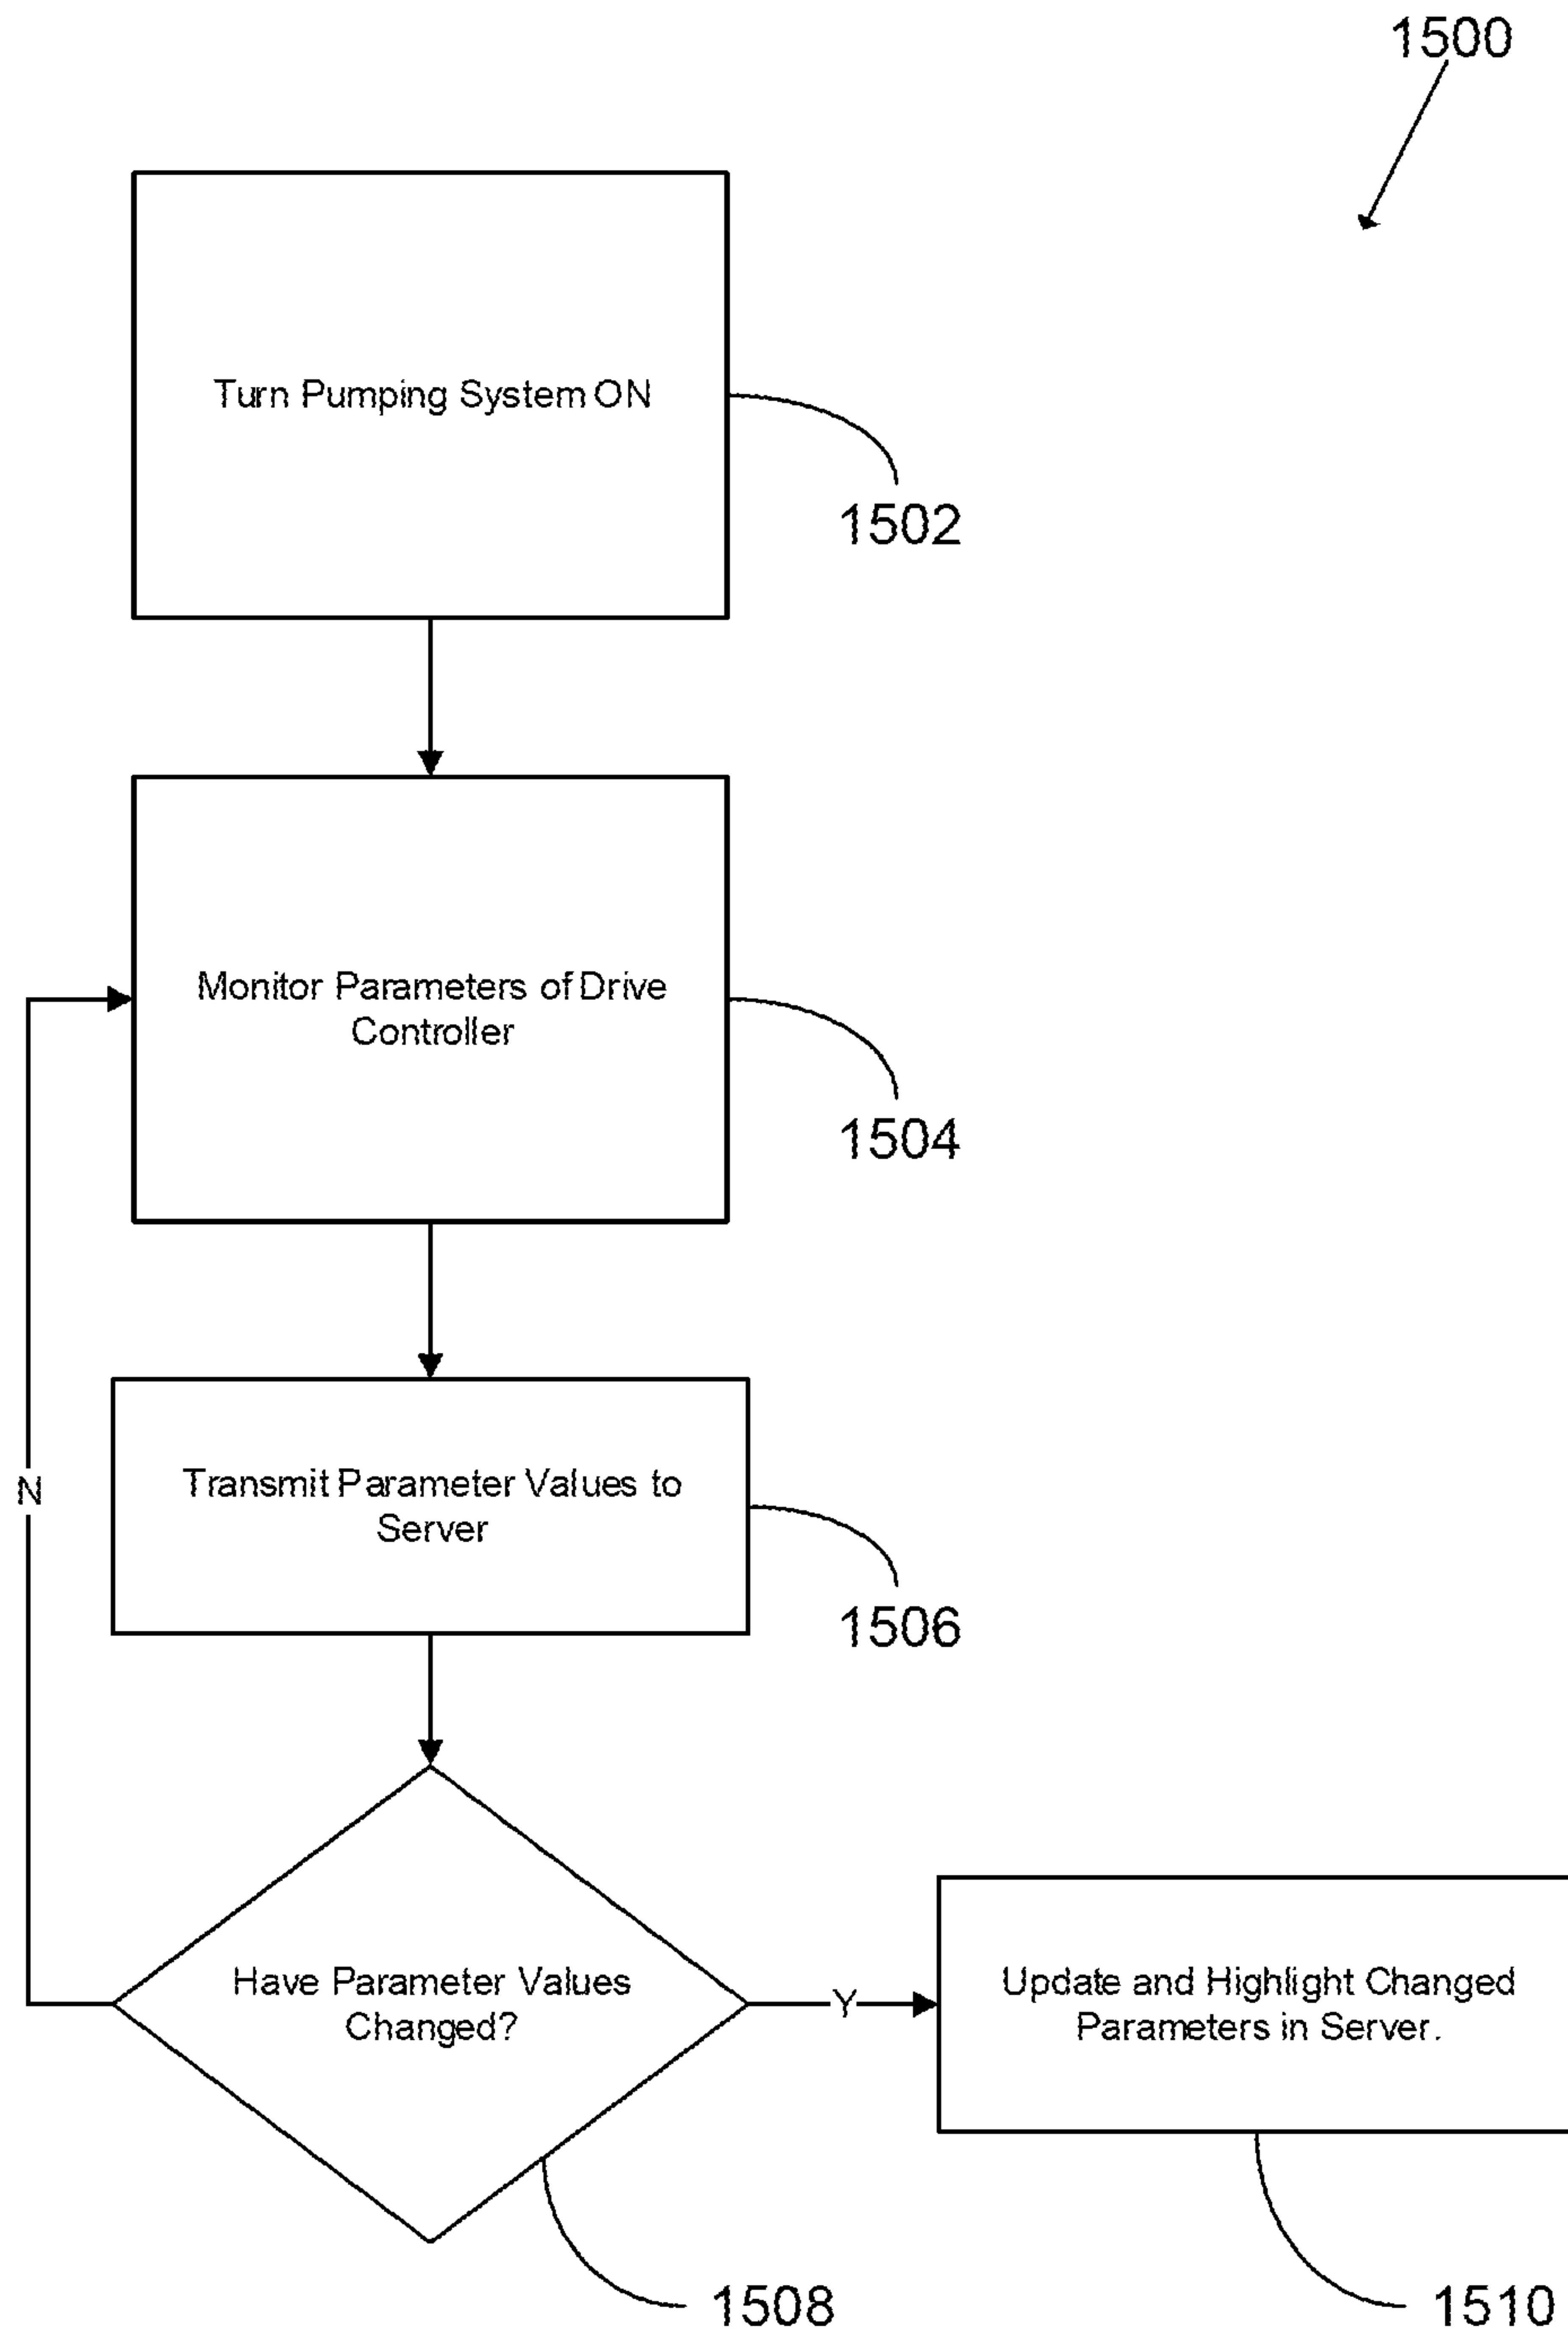 1500
Turn Pumping System ON
1502
Monitor Parameters of Drive
Controller
1504
Transmit Parameter Values to
Server
1506
N
Have Parameter Values
Changed?
Y
Update and Highlight Changed
Parameters in Server.
1508
1510